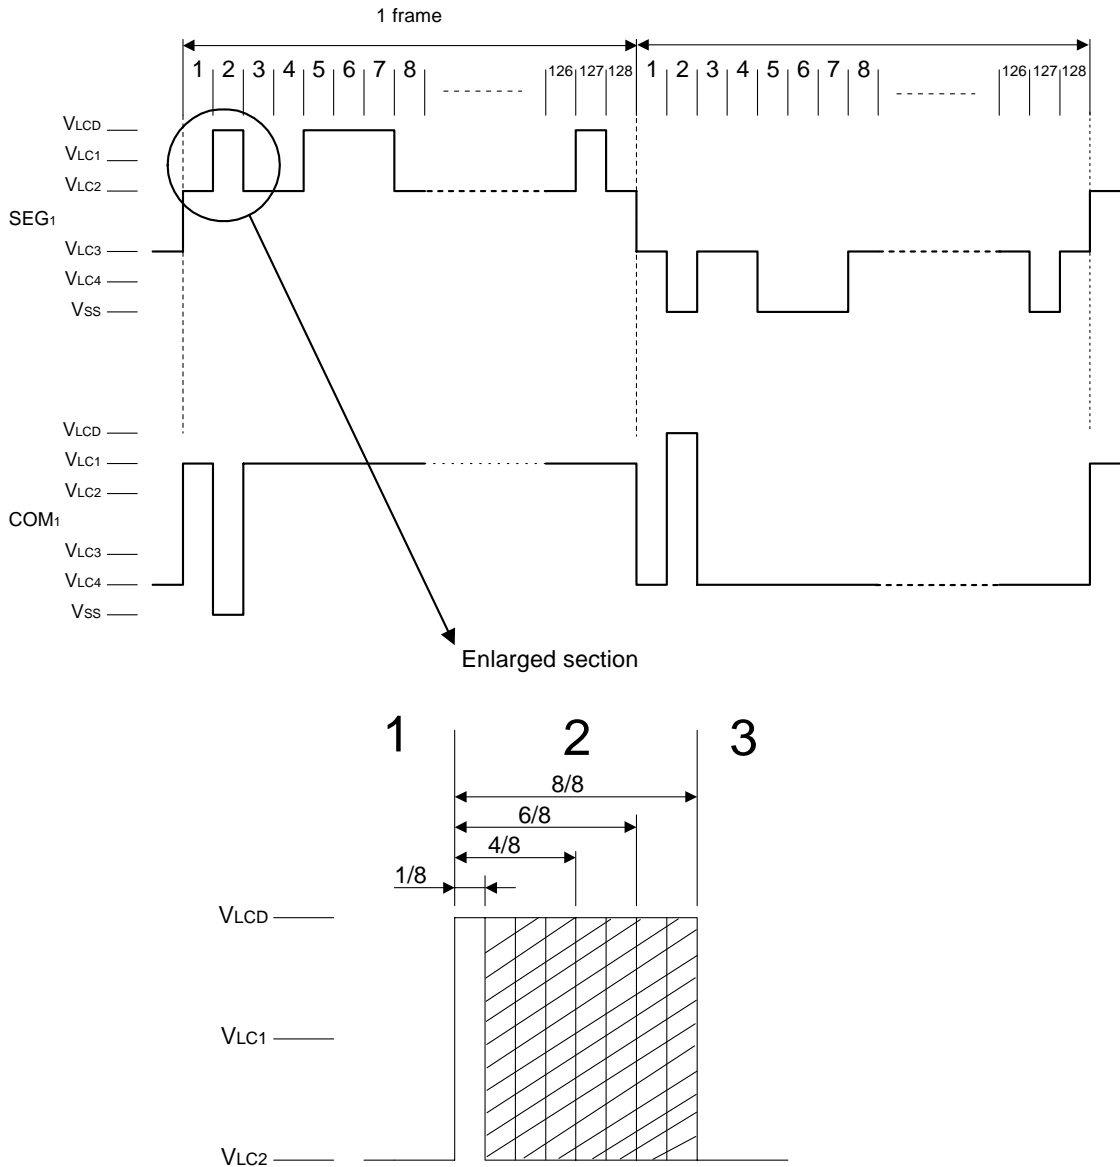 1 frame
1 2 3 4 5 6 7 8 126 127 128 1 2 3 4 5 6 7 8 126 127 128
VLCD
VLC1
VLC2
SEG1
VLC3
VLC4
VSS
VLCD
VLC1
VLC2
COM1
VLC3
VLC4
VSS
Enlarged section
1 2 3
8/8
6/8
4/8
1/8
VLCD
VLC1
VLC2